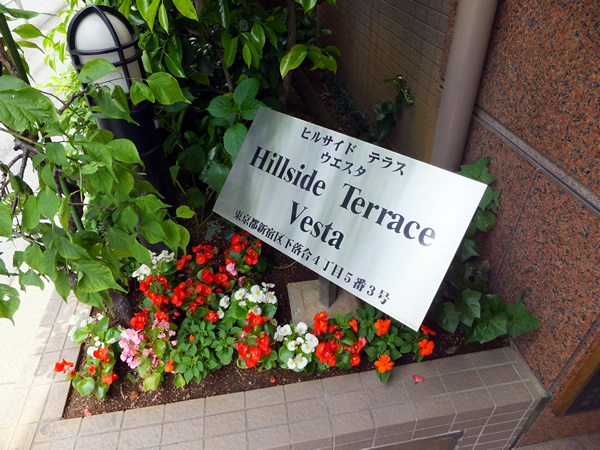 ヒルサイド テラス
ウエスタ
Hillside Terrace
Vesta
東京都新宿区下落合4丁目5番3号